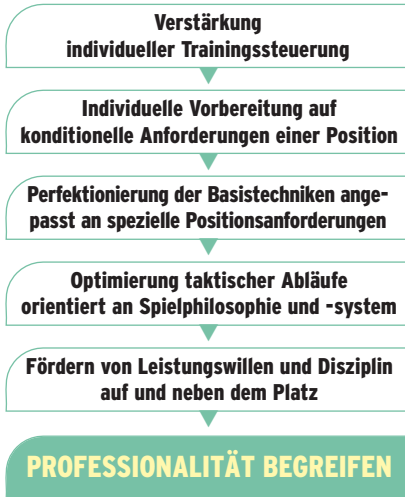 Verstärkung
individueller Trainingssteuerung
Individuelle Vorbereitung auf
konditionelle Anforderungen einer Position
Perfektionierung der Basistechniken ange-
passt an spezielle Positionsanforderungen
Optimierung taktischer Abläufe
orientiert an Spielphilosophie und -system
Fördern von Leistungswillen und Disziplin
auf und neben dem Platz
PROFESSIONALITÄT BEGREIFEN